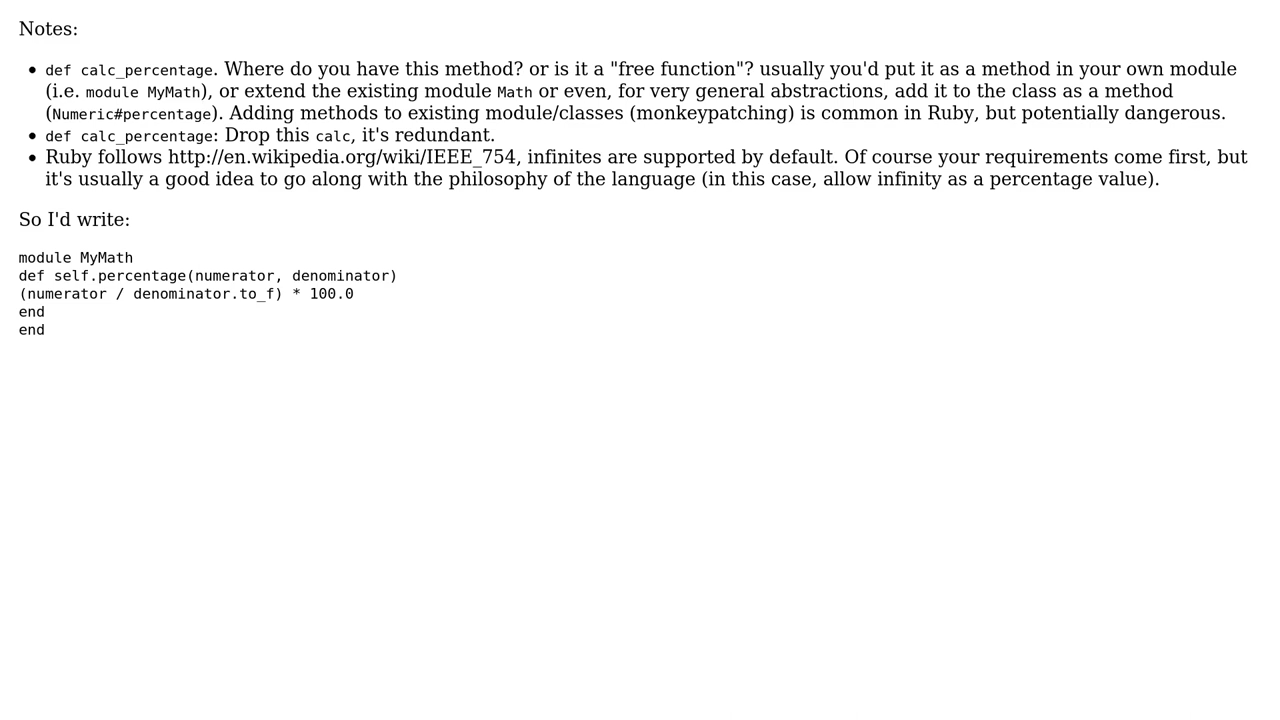 Notes:
• def calc_percentage. Where do you have this method? or is it a "free function"? usually you'd put it as a method in your own module
(i.e. module MyMath), or extend the existing module Math or even, for very general abstractions, add it to the class as a method
(Numeric#percentage). Adding methods to existing module/classes (monkeypatching) is common in Ruby, but potentially dangerous.
• def calc_percentage: Drop this calc, it's redundant.
• Ruby follows http://en.wikipedia.org/wiki/IEEE_754, infinites are supported by default. Of course your requirements come first, but
it's usually a good idea to go along with the philosophy of the language (in this case, allow infinity as a percentage value).
So I'd write:
module MyMath
def self.percentage(numerator, denominator)
(numerator / denominator.to_f) * 100.0
end
end